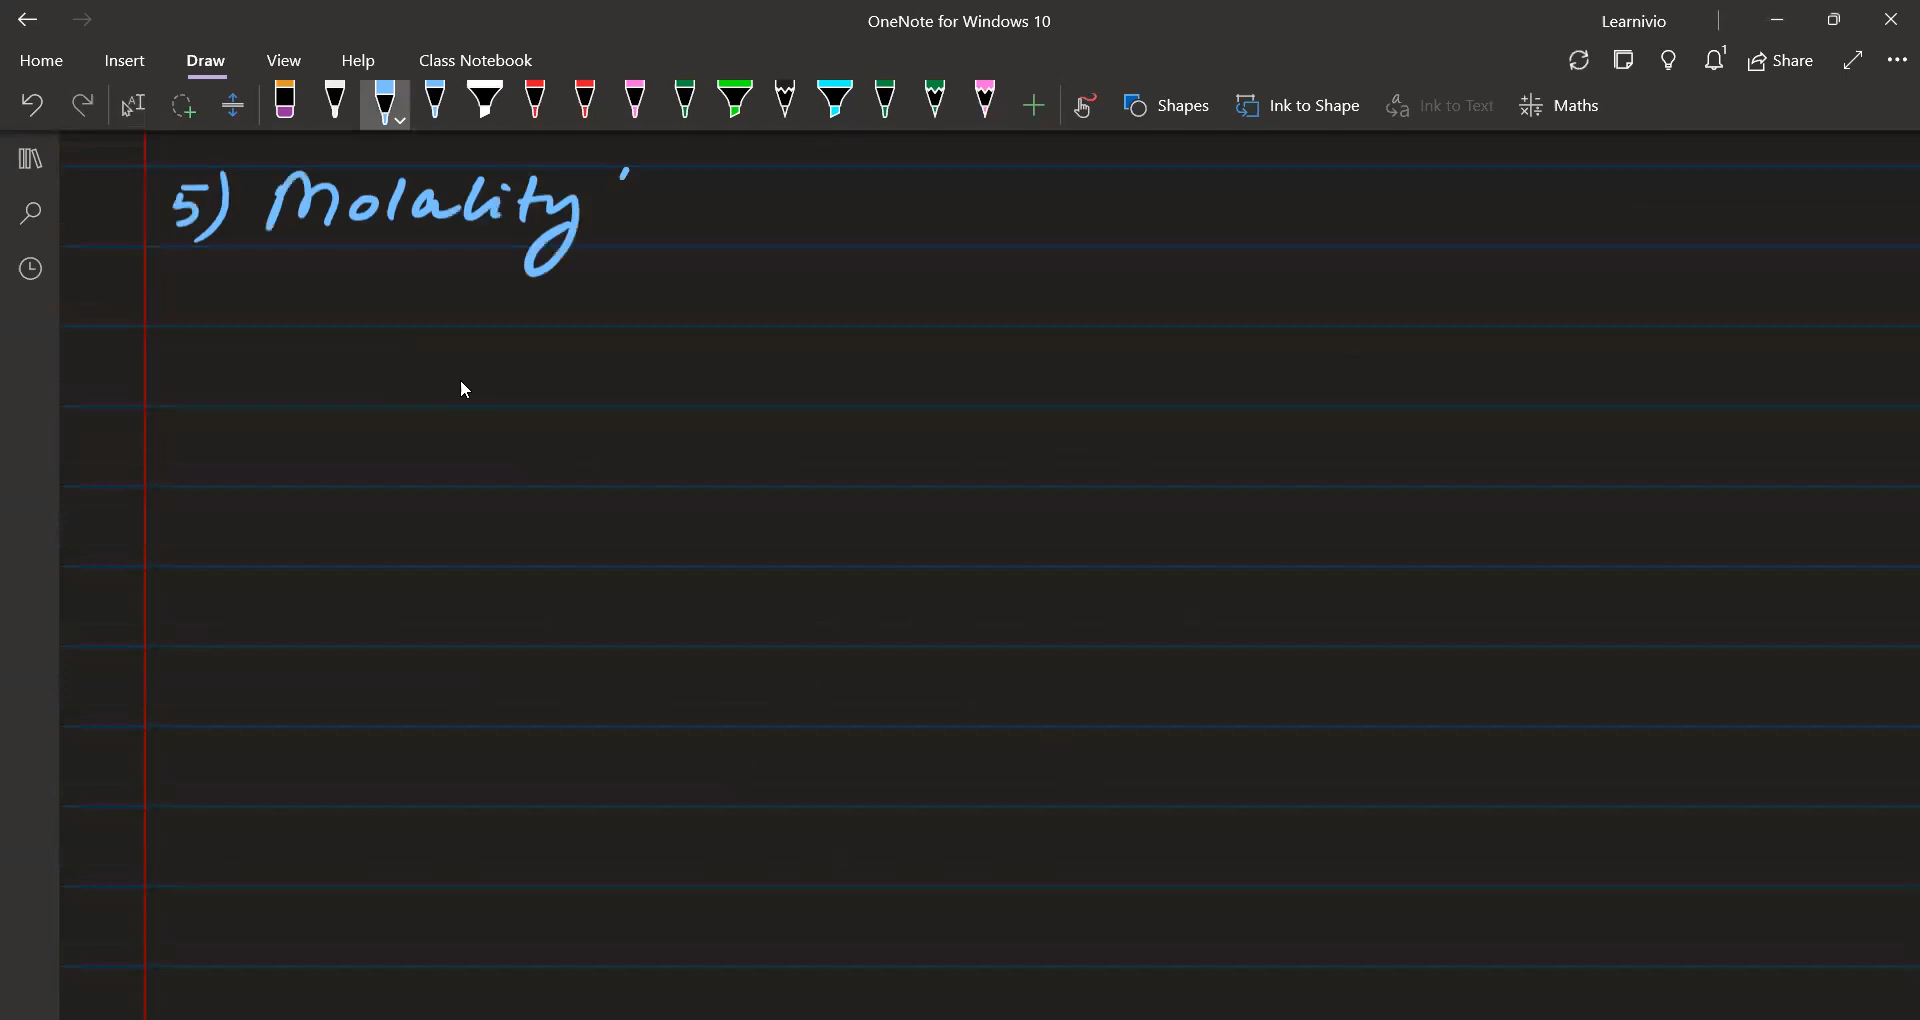 OneNote for Windows 10
Learnivio
Home Insert Draw View Help Class Notebook
1
Share
Shapes Ink to Shape Ink to Text Maths
5) Molality '